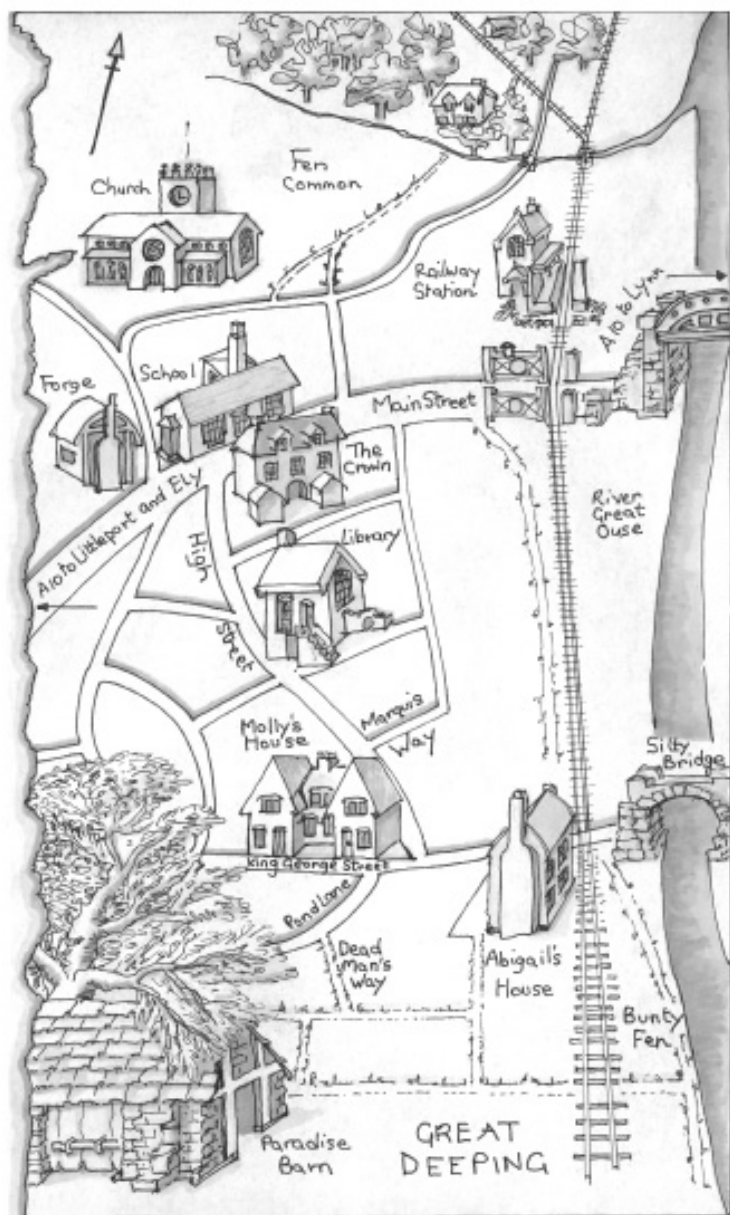 Church
Fen
Common
Railway
Station
A10 to Lynn
School
Forge
Main Street
The
Crown
River
Great
Ouse
A10 to Littleport and Ely
High
Street
Library
Marquis
Way
Molly's
House
Silty
Bridge
King George Street
Pond Lane
Dead
Man's
Way
Abigail's
House
Bunty
Fen
Paradise
Barn
GREAT
DEEPING